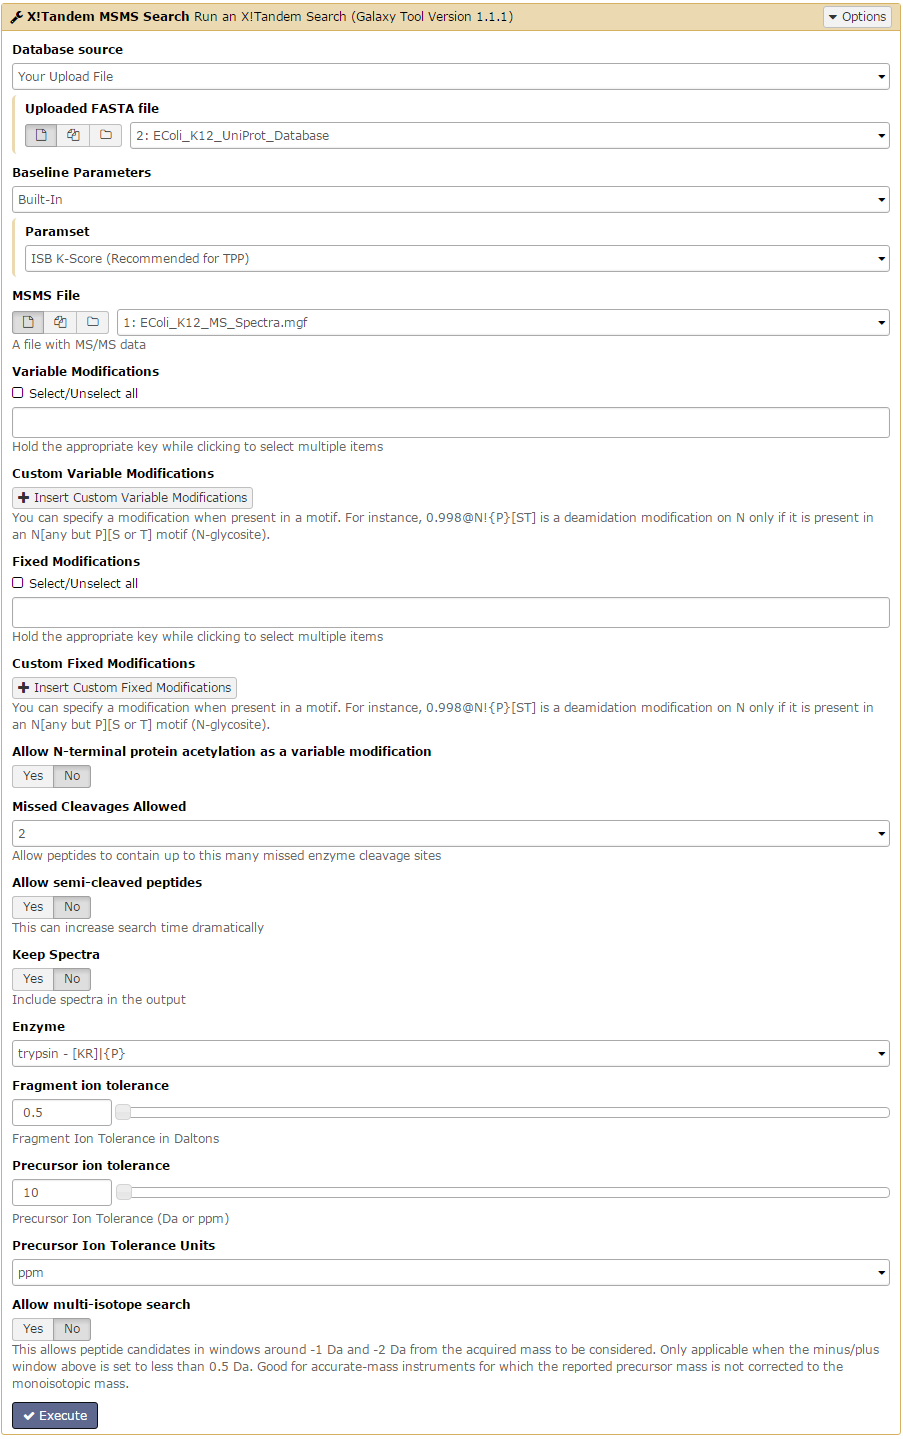 X!Tandem MSMS Search Run an X!Tandem Search (Galaxy Tool Version 1.1.1) Options
Database source
Your Upload File
Uploaded FASTA file
2: EColi_K12_UniProt_Database
Baseline Parameters
Built-In
Paramset
ISB K-Score (Recommended for TPP)
MSMS File
1: EColi_K12_MS_Spectra.mgf
A file with MS/MS data
Variable Modifications
Select/Unselect all
Hold the appropriate key while clicking to select multiple items
Custom Variable Modifications
Insert Custom Variable Modifications
You can specify a modification when present in a motif. For instance, 0.998@N!{P}[ST] is a deamidation modification on N only if it is present in
an N[any but P][S or T] motif (N-glycosite).
Fixed Modifications
Select/Unselect all
Hold the appropriate key while clicking to select multiple items
Custom Fixed Modifications
Insert Custom Fixed Modifications
You can specify a modification when present in a motif. For instance, 0.998@N!{P}[ST] is a deamidation modification on N only if it is present in
an N[any but P][S or T] motif (N-glycosite).
Allow N-terminal protein acetylation as a variable modification
Yes No
Missed Cleavages Allowed
2
Allow peptides to contain up to this many missed enzyme cleavage sites
Allow semi-cleaved peptides
Yes No
This can increase search time dramatically
Keep Spectra
Yes No
Include spectra in the output
Enzyme
trypsin - [KR]|{P}
Fragment ion tolerance
0.5
Fragment Ion Tolerance in Daltons
Precursor ion tolerance
10
Precursor Ion Tolerance (Da or ppm)
Precursor Ion Tolerance Units
ppm
Allow multi-isotope search
Yes No
This allows peptide candidates in windows around -1 Da and -2 Da from the acquired mass to be considered. Only applicable when the minus/plus
window above is set to less than 0.5 Da. Good for accurate-mass instruments for which the reported precursor mass is not corrected to the
monoisotopic mass.
Execute